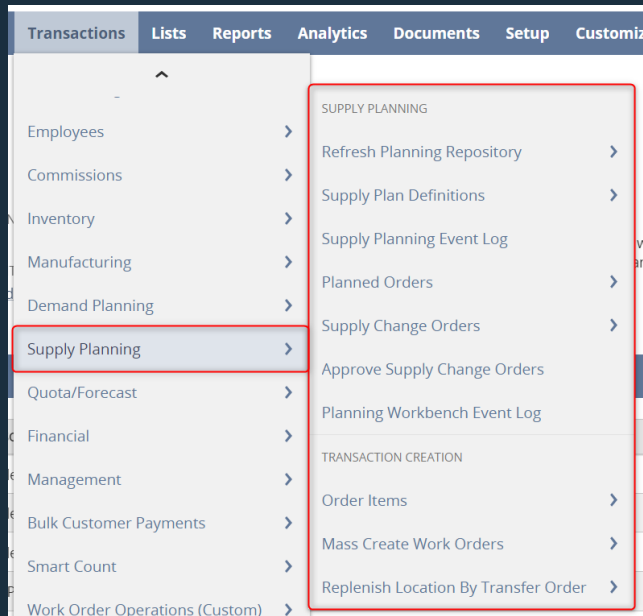 Transactions Lists Reports Analytics Documents Setup
Employees
Commissions
Inventory
Manufacturing
Demand Planning
Supply Planning
Quota/Forecast
Financial
Management
Bulk Customer Payments
Smart Count
Work Order Operations (Custom)
SUPPLY PLANNING
Refresh Planning Repository
Supply Plan Definitions
Supply Planning Event Log
Planned Orders
Supply Change Orders
Approve Supply Change Orders
Planning Workbench Event Log
TRANSACTION CREATION
Order Items
Mass Create Work Orders
Replenish Location By Transfer Order